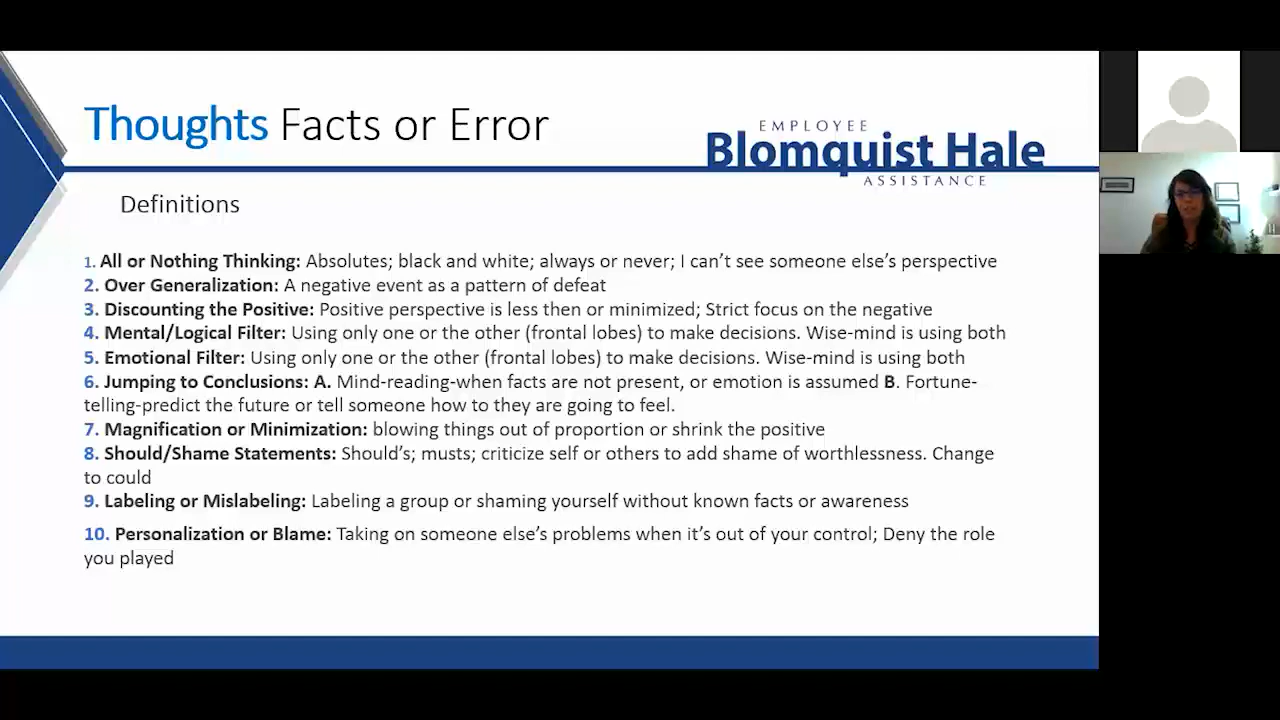 Thoughts Facts or Error
EMPLOYEE
Blomquist Hale
ASSISTANCE
Definitions
1. All or Nothing Thinking: Absolutes; black and white; always or never; I can't see someone else's perspective
2. Over Generalization: A negative event as a pattern of defeat
3. Discounting the Positive: Positive perspective is less then or minimized; Strict focus on the negative
4. Mental/Logical Filter: Using only one or the other (frontal lobes) to make decisions. Wise-mind is using both
5. Emotional Filter: Using only one or the other (frontal lobes) to make decisions. Wise-mind is using both
6. Jumping to Conclusions: A. Mind-reading-when facts are not present, or emotion is assumed B. Fortune-
telling-predict the future or tell someone how to they are going to feel.
7. Magnification or Minimization: blowing things out of proportion or shrink the positive
8. Should/Shame Statements: Should's; musts; criticize self or others to add shame of worthlessness. Change
to could
9. Labeling or Mislabeling: Labeling a group or shaming yourself without known facts or awareness
10. Personalization or Blame: Taking on someone else's problems when it's out of your control; Deny the role
you played